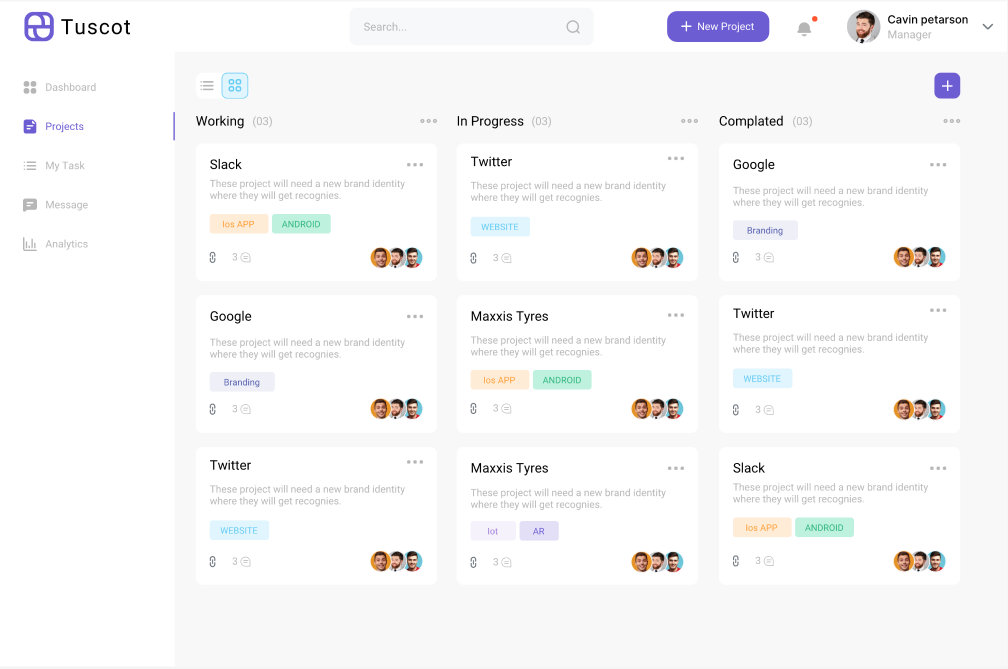 Tuscot
Search...
+ New Project
Cavin petarson
Manager
Dashboard
Projects
My Task
Message
Analytics
Working (03)
Slack
These project will need a new brand identity
where they will get recognies.
Ios APP ANDROID
3
Google
These project will need a new brand identity
where they will get recognies.
Branding
3
Twitter
These project will need a new brand identity
where they will get recognies.
WEBSITE
3
In Progress (03)
Twitter
These project will need a new brand identity
where they will get recognies.
WEBSITE
3
Maxxis Tyres
These project will need a new brand identity
where they will get recognies.
Ios APP ANDROID
3
Maxxis Tyres
These project will need a new brand identity
where they will get recognies.
Iot AR
3
Complated (03)
Google
These project will need a new brand identity
where they will get recognies.
Branding
3
Twitter
These project will need a new brand identity
where they will get recognies.
WEBSITE
3
Slack
These project will need a new brand identity
where they will get recognies.
Ios APP ANDROID
3